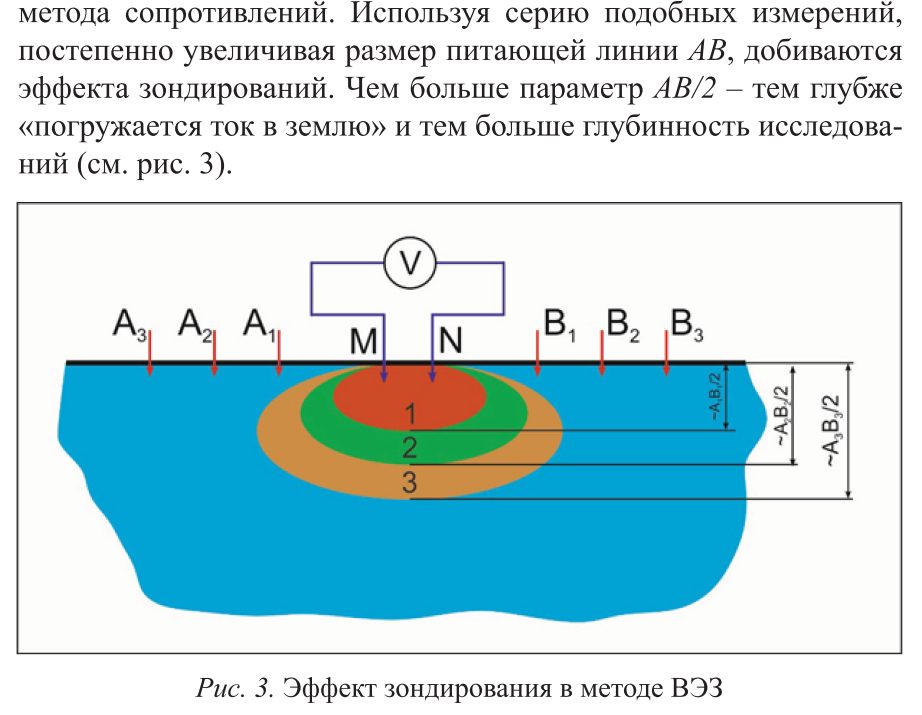 метода сопротивлений. Используя серию подобных измерений,
постепенно увеличивая размер питающей линии AB, добиваются
эффекта зондирований. Чем больше параметр AB/2 – тем глубже
«погружается ток в землю» и тем больше глубинность исследова-
ний (см. рис. 3).
V
A₃ A₂ A₁ M N B₁ B₂ B₃
1
2
3
~A₁B₁/2
~A₂B₂/2
~A₃B₃/2
Рис. 3. Эффект зондирования в методе ВЭЗ